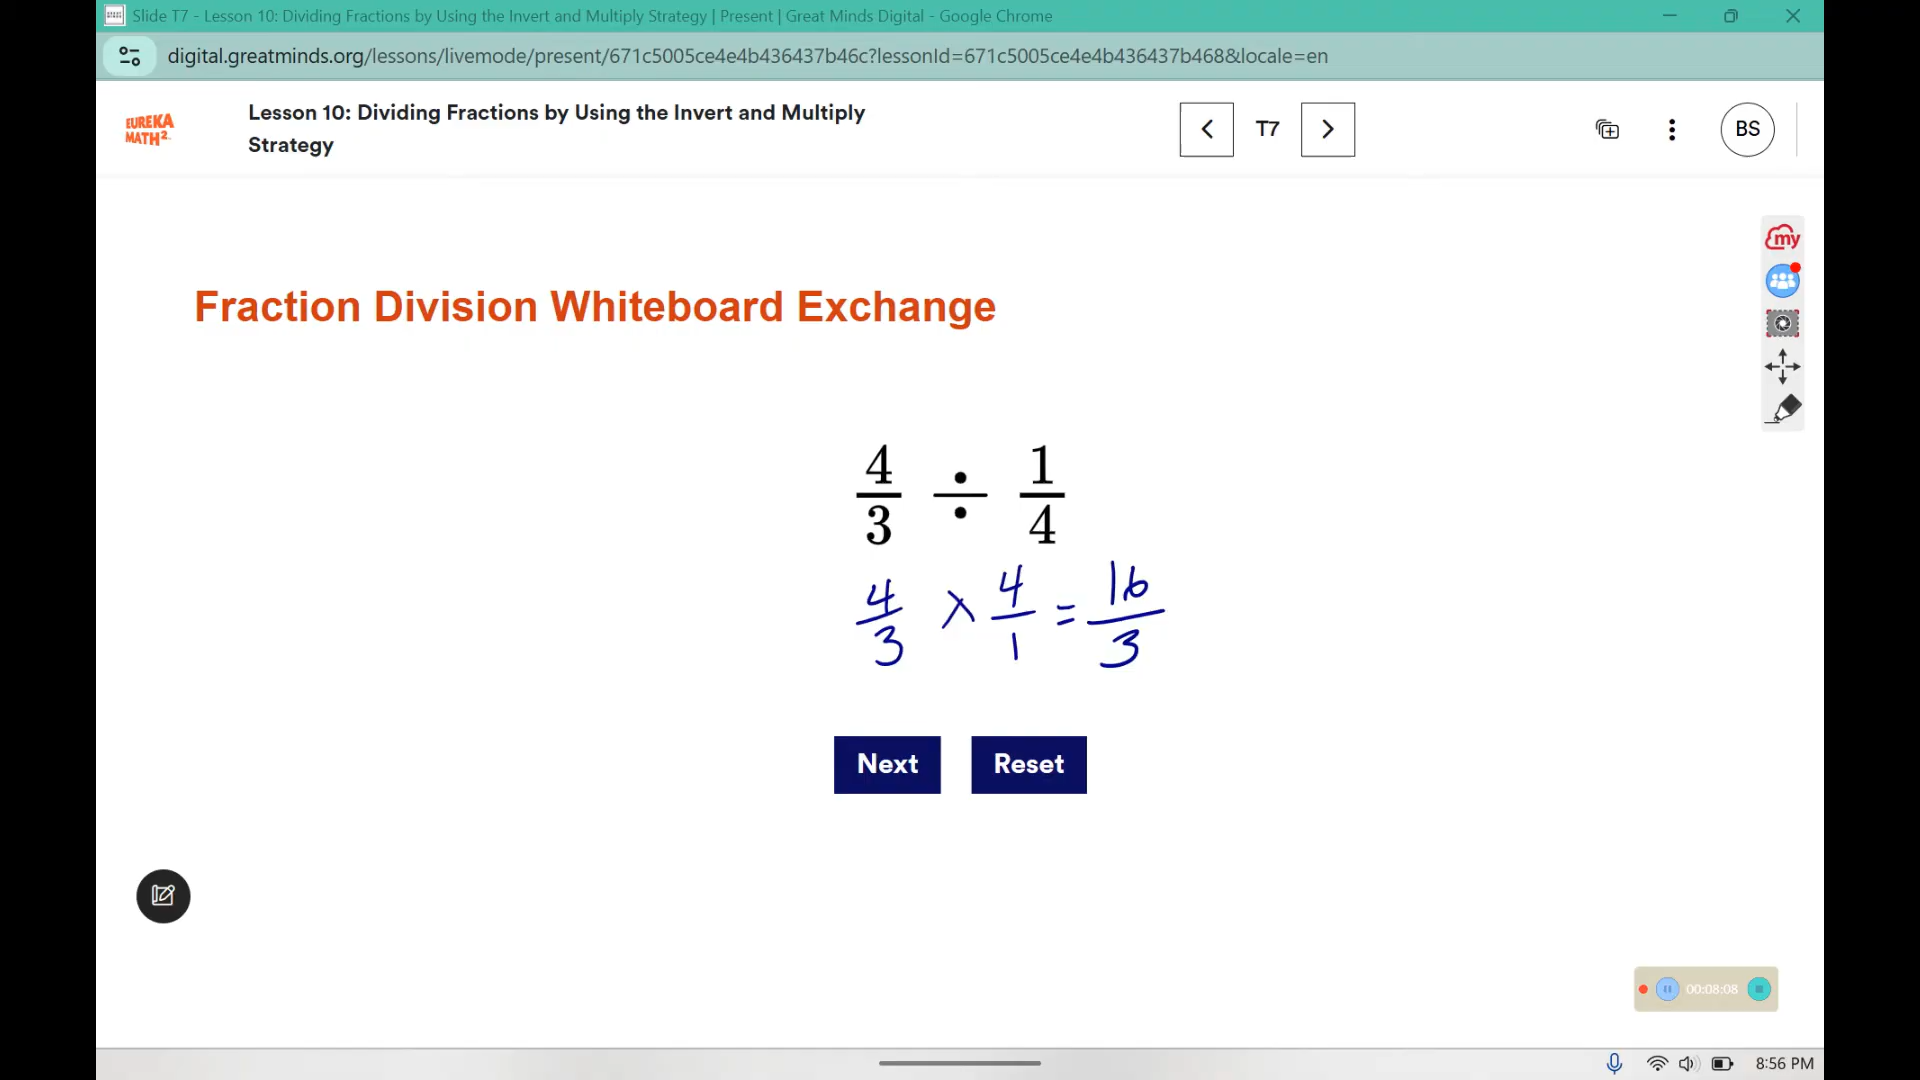 Slide T7 - Lesson 10: Dividing Fractions by Using the Invert and Multiply Strategy | Present | Great Minds Digital - Google Chrome
digital.greatminds.org/lessons/livemode/present/671c5005ce4e4b436437b46c?lessonId=671c5005ce4e4b436437b468&locale=en
EUREKA MATH²
Lesson 10: Dividing Fractions by Using the Invert and Multiply Strategy
T7
BS
my
Fraction Division Whiteboard Exchange
4/3 ÷ 1/4
4/3 × 4/1 = 16/3
Next Reset
00:08:08
8:56 PM